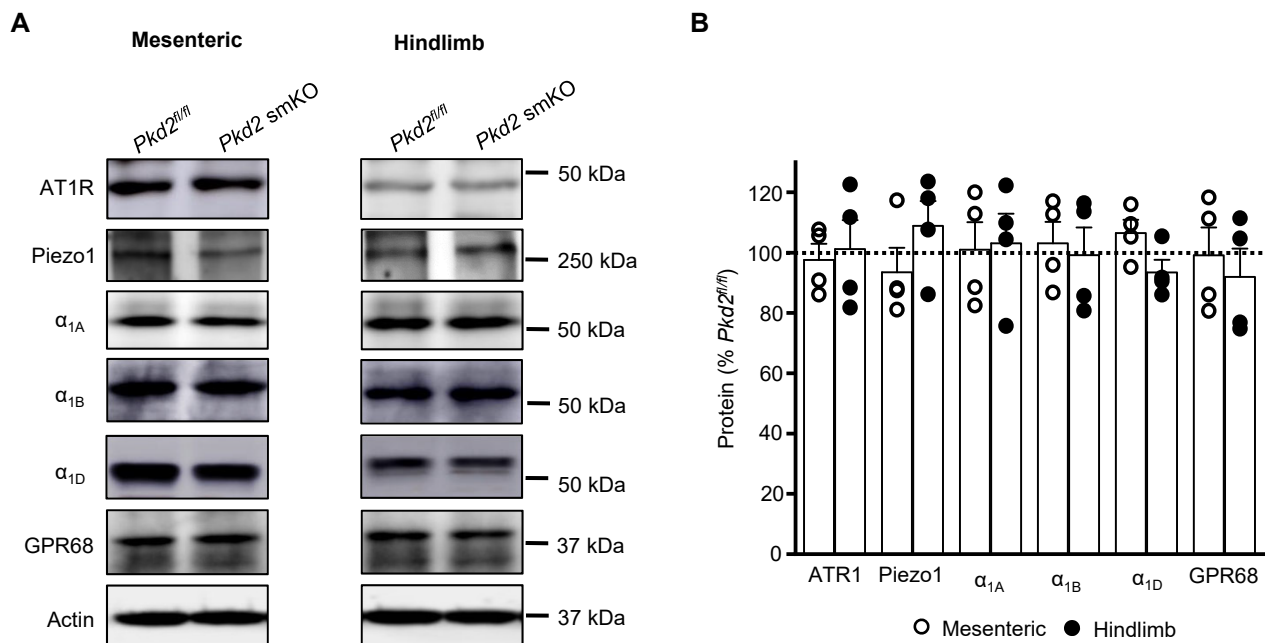 A
Mesenteric
Hindlimb
Pkd2fl/fl
Pkd2 smKO
Pkd2fl/fl
Pkd2 smKO
AT1R
50 kDa
Piezo1
250 kDa
α1A
50 kDa
α1B
50 kDa
α1D
50 kDa
GPR68
37 kDa
Actin
37 kDa
B
Protein (% Pkd2fl/fl)
120
100
80
60
40
20
0
ATR1 Piezo1 α1A α1B α1D GPR68
Mesenteric Hindlimb